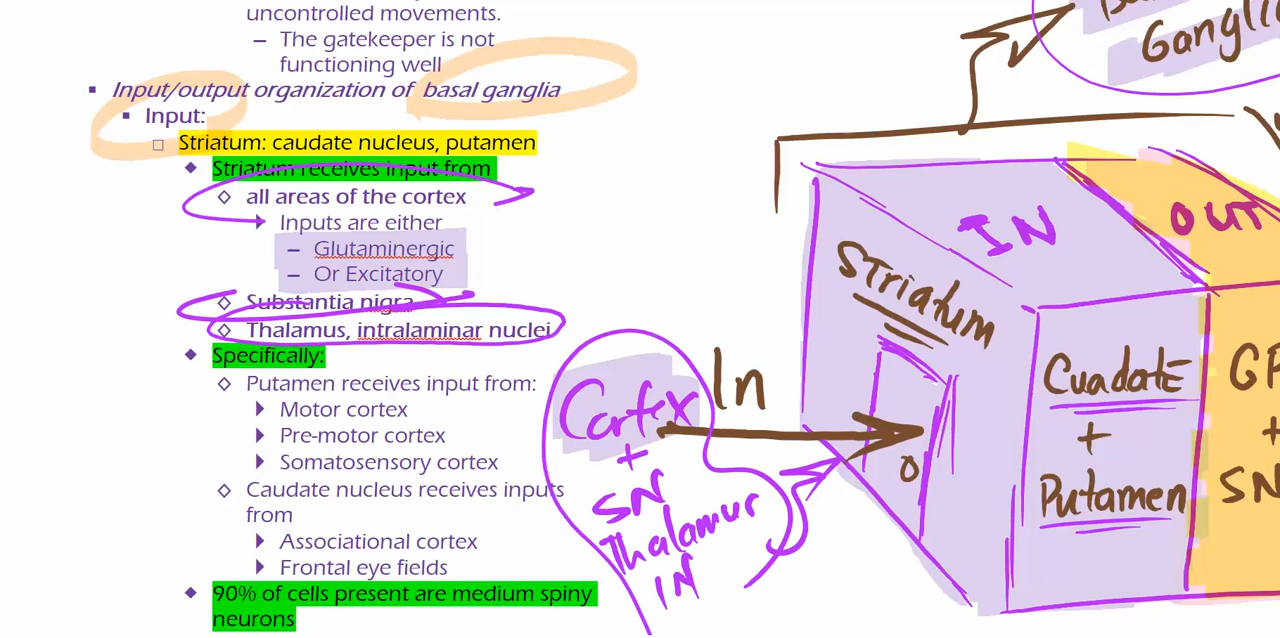 uncontrolled movements.
– The gatekeeper is not
functioning well
▪ Input/output organization of basal ganglia
▪ Input:
□ Striatum: caudate nucleus, putamen
◆ Striatum receives input from
◇ all areas of the cortex
Inputs are either
– Glutaminergic
– Or Excitatory
◇ Substantia nigra
◇ Thalamus, intralaminar nuclei
◆ Specifically:
◇ Putamen receives input from:
Motor cortex
Pre-motor cortex
Somatosensory cortex
◇ Caudate nucleus receives inputs
from
Associational cortex
Frontal eye fields
◆ 90% of cells present are medium spiny
neurons
Ganglia
IN
OUT
Striatum
Cortex
+
SN
Thalamus
IN
In
Cuadate
+
Putamen
GP
+
SN